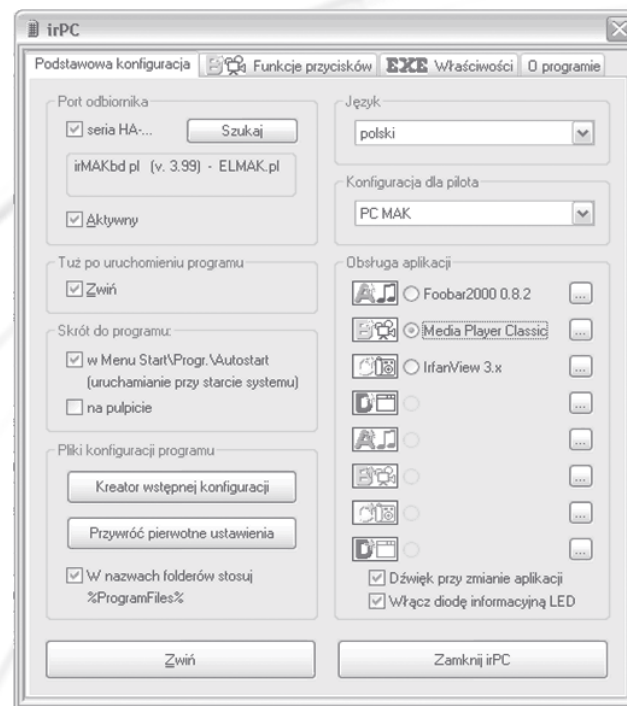 irPC
Podstawowa konfiguracja
Funkcje przycisków
EXE Właściwości
O programie
Port odbiornika
seria HA-...
Szukaj
irMAKbd pl (v. 3.99) - ELMAK.pl
Aktywny
Tuż po uruchomieniu programu
Zwiń
Skrót do programu:
w Menu Start\Progr.\Autostart
(uruchamianie przy starcie systemu)
na pulpicie
Pliki konfiguracji programu
Kreator wstępnej konfiguracji
Przywróć pierwotne ustawienia
W nazwach folderów stosuj
%ProgramFiles%
Język
polski
Konfiguracja dla pilota
PC MAK
Obsługa aplikacji
A Foobar2000 0.8.2 ...
B Media Player Classic ...
C IrfanView 3.x ...
D ...
A ...
B ...
C ...
D ...
Dźwięk przy zmianie aplikacji
Włącz diodę informacyjną LED
Zwiń
Zamknij irPC